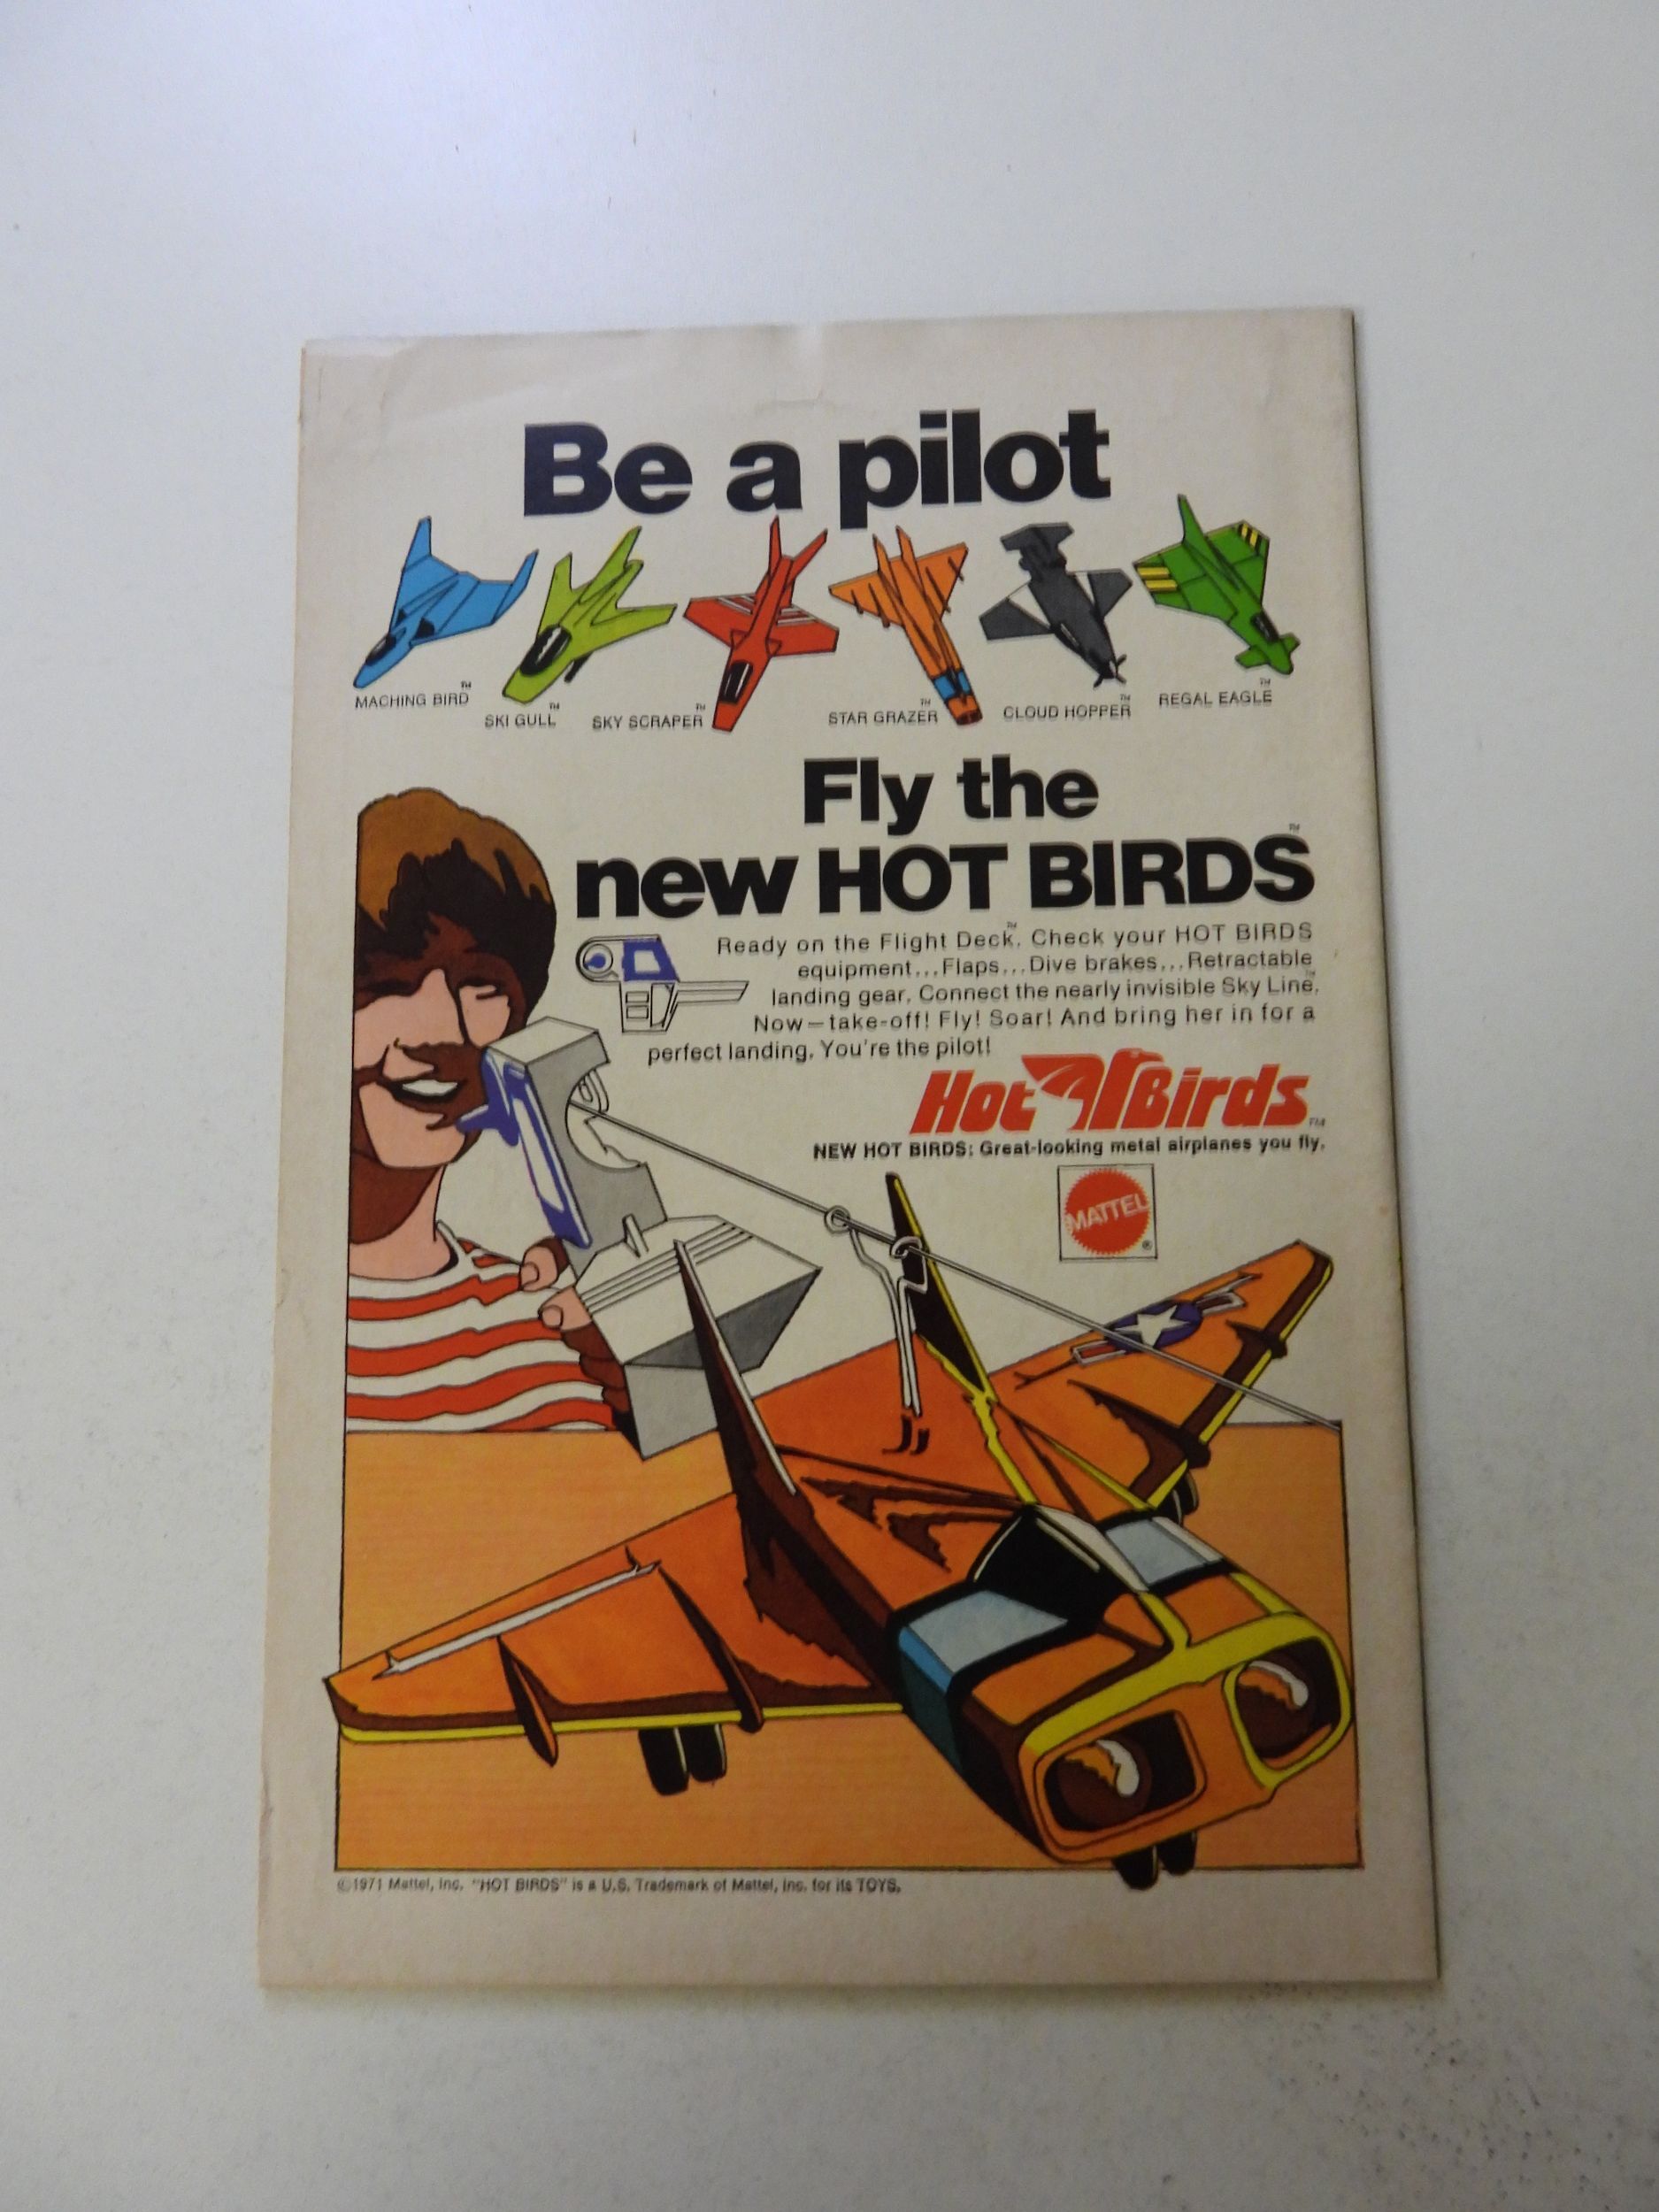 Be a pilot
MACHING BIRD™
SKI GULL™
SKY SCRAPER™
STAR GRAZER™
CLOUD HOPPER™
REGAL EAGLE™
Fly the
new HOT BIRDS™
Ready on the Flight Deck™. Check your HOT BIRDS
equipment...Flaps...Dive brakes...Retractable
landing gear. Connect the nearly invisible Sky Line™.
Now—take-off! Fly! Soar! And bring her in for a
perfect landing. You're the pilot!
Hot Birds™
NEW HOT BIRDS: Great-looking metal airplanes you fly.
MATTEL®
©1971 Mattel, Inc. "HOT BIRDS" is a U.S. Trademark of Mattel, Inc. for its TOYS.